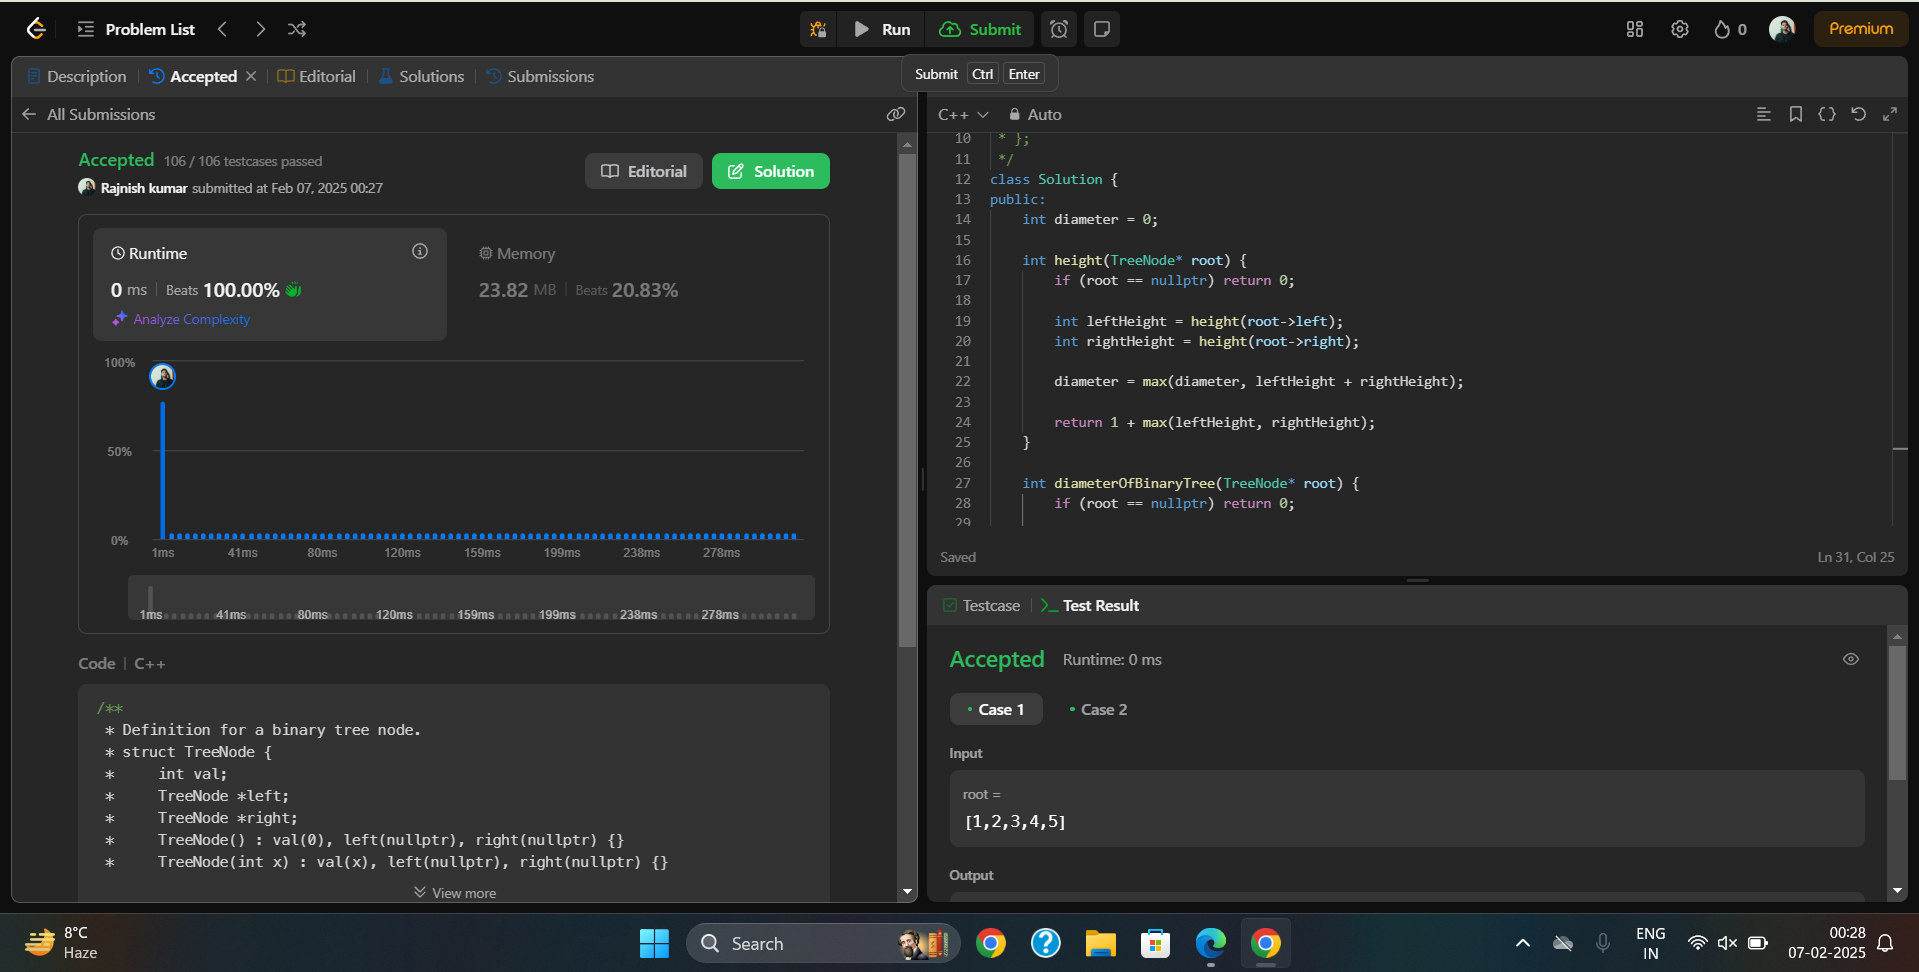 Problem List
Run
Submit
0
Premium
Description
Accepted
Editorial
Solutions
Submissions
Submit Ctrl Enter
All Submissions
Accepted 106 / 106 testcases passed
Rajnish kumar submitted at Feb 07, 2025 00:27
Editorial
Solution
Runtime
0 ms Beats 100.00%
Analyze Complexity
Memory
23.82 MB Beats 20.83%
100%
50%
0%
1ms 41ms 80ms 120ms 159ms 199ms 238ms 278ms
1ms 41ms 80ms 120ms 159ms 199ms 238ms 278ms
Code C++
/**
* Definition for a binary tree node.
* struct TreeNode {
* int val;
* TreeNode *left;
* TreeNode *right;
* TreeNode() : val(0), left(nullptr), right(nullptr) {}
* TreeNode(int x) : val(x), left(nullptr), right(nullptr) {}
View more
C++ Auto
10 * };
11 */
12 class Solution {
13 public:
14 int diameter = 0;
15
16 int height(TreeNode* root) {
17 if (root == nullptr) return 0;
18
19 int leftHeight = height(root->left);
20 int rightHeight = height(root->right);
21
22 diameter = max(diameter, leftHeight + rightHeight);
23
24 return 1 + max(leftHeight, rightHeight);
25 }
26
27 int diameterOfBinaryTree(TreeNode* root) {
28 if (root == nullptr) return 0;
29
Saved
Ln 31, Col 25
Testcase
Test Result
Accepted Runtime: 0 ms
Case 1
Case 2
Input
root =
[1,2,3,4,5]
Output
8°C
Haze
Search
ENG
IN
00:28
07-02-2025